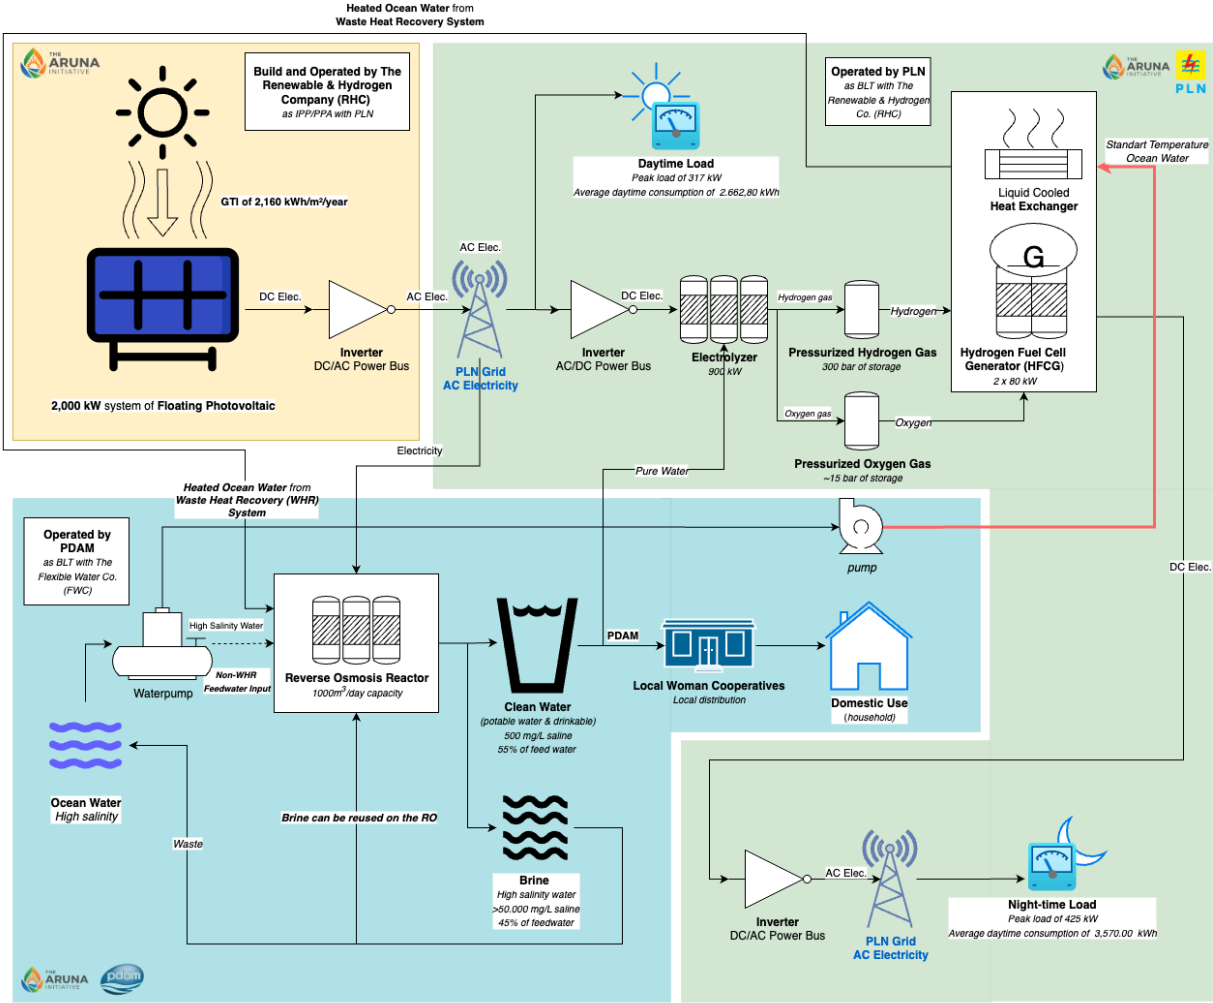 Heated Ocean Water from
Waste Heat Recovery System
THE
ARUNA
INITIATIVE
Build and Operated by The
Renewable & Hydrogen
Company (RHC)
as IPP/PPA with PLN
GTI of 2,160 kWh/m²/year
DC Elec.
Inverter
DC/AC Power Bus
AC Elec.
2,000 kW system of Floating Photovoltaic
Daytime Load
Peak load of 317 kW
Average daytime consumption of 2.662,80 kWh
Operated by PLN
as BLT with The
Renewable & Hydrogen
Co. (RHC)
THE
ARUNA
INITIATIVE
PLN
Standart Temperature
Ocean Water
Liquid Cooled
Heat Exchanger
G
Hydrogen Fuel Cell
Generator (HFCG)
2 x 80 kW
AC Elec.
PLN Grid
AC Electricity
Inverter
AC/DC Power Bus
DC Elec.
Electrolyzer
900 kW
Hydrogen gas
Pressurized Hydrogen Gas
300 bar of storage
Hydrogen
Oxygen gas
Oxygen
Pressurized Oxygen Gas
~15 bar of storage
Electricity
Pure Water
Heated Ocean Water from
Waste Heat Recovery (WHR)
System
Operated by
PDAM
as BLT with The
Flexible Water Co.
(FWC)
pump
DC Elec.
High Salinity Water
Non-WHR
Feedwater Input
Waterpump
Reverse Osmosis Reactor
1000m³/day capacity
Clean Water
(potable water & drinkable)
500 mg/L saline
55% of feed water
PDAM
Local Woman Cooperatives
Local distribution
Domestic Use
(household)
Ocean Water
High salinity
Waste
Brine can be reused on the RO
Brine
High salinity water
>50.000 mg/L saline
45% of feedwater
Inverter
DC/AC Power Bus
AC Elec.
PLN Grid
AC Electricity
Night-time Load
Peak load of 425 kW
Average daytime consumption of 3,570.00 kWh
THE
ARUNA
INITIATIVE
pdam